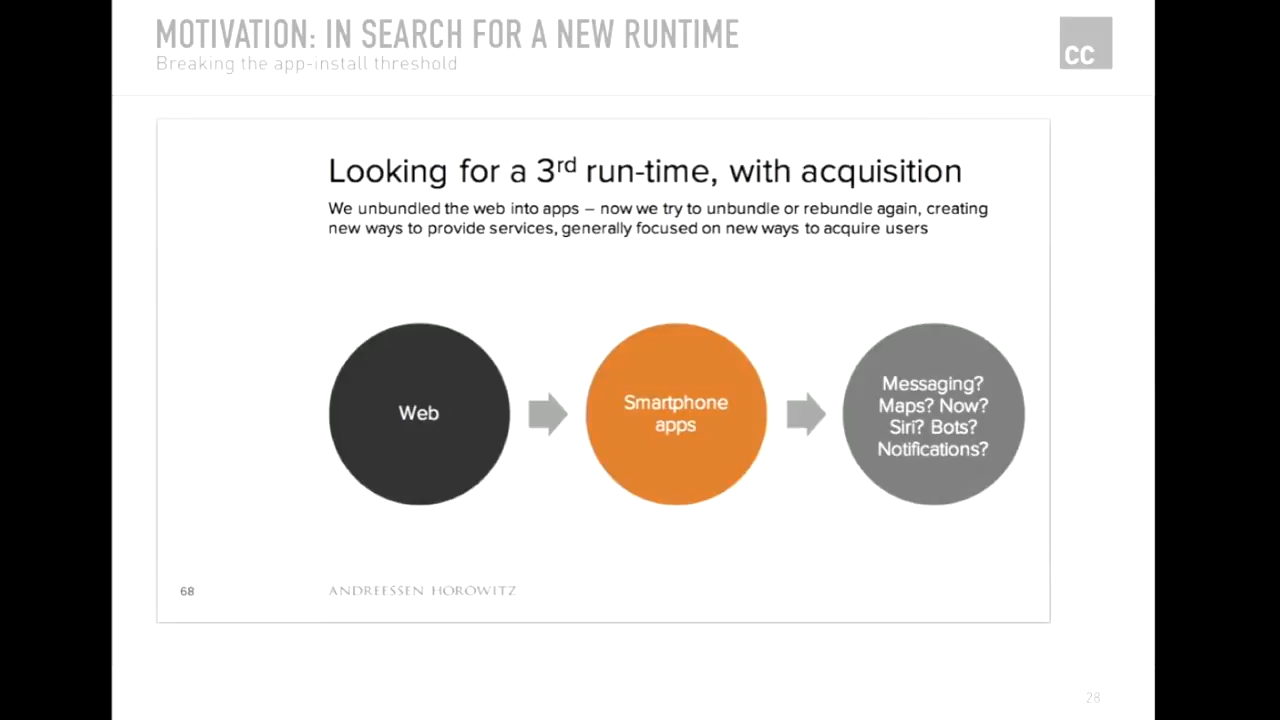 MOTIVATION: IN SEARCH FOR A NEW RUNTIME
Breaking the app-install threshold
CC
Looking for a 3rd run-time, with acquisition
We unbundled the web into apps – now we try to unbundle or rebundle again, creating
new ways to provide services, generally focused on new ways to acquire users
Web
Smartphone
apps
Messaging?
Maps? Now?
Siri? Bots?
Notifications?
68
ANDREESSEN HOROWITZ
28